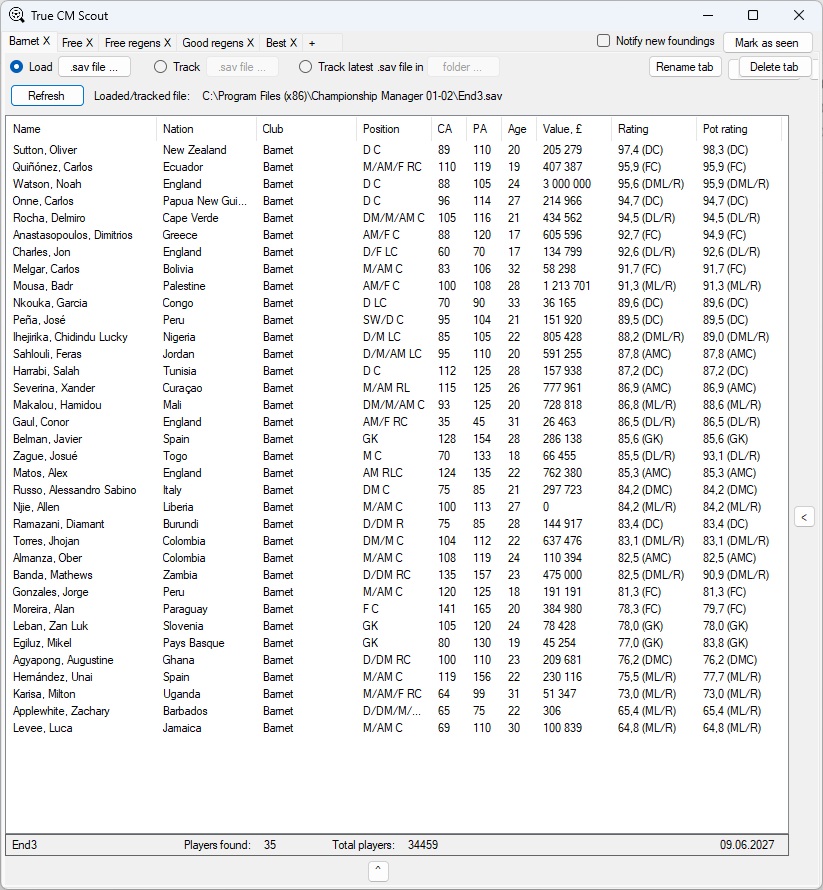 True CM Scout
Barnet X Free X Free regens X Good regens X Best X + Notify new foundings Mark as seen
Load .sav file ... Track .sav file ... Track latest .sav file in folder ... Rename tab Delete tab
Refresh Loaded/tracked file: C:\Program Files (x86)\Championship Manager 01-02\End3.sav
Name Nation Club Position CA PA Age Value, £ Rating Pot rating
Sutton, Oliver New Zealand Barnet D C 89 110 20 205 279 97,4 (DC) 98,3 (DC)
Quiñónez, Carlos Ecuador Barnet M/AM/F RC 110 119 19 407 387 95,9 (FC) 95,9 (FC)
Watson, Noah England Barnet D C 88 105 24 3 000 000 95,6 (DML/R) 95,9 (DML/R)
Onne, Carlos Papua New Gui... Barnet D C 96 114 27 214 966 94,7 (DC) 94,7 (DC)
Rocha, Delmiro Cape Verde Barnet DM/M/AM C 105 116 21 434 562 94,5 (DL/R) 94,5 (DL/R)
Anastasopoulos, Dimitrios Greece Barnet AM/F C 88 120 17 605 596 92,7 (FC) 94,9 (FC)
Charles, Jon England Barnet D/F LC 60 70 17 134 799 92,6 (DL/R) 92,6 (DL/R)
Melgar, Carlos Bolivia Barnet M/AM C 83 106 32 58 298 91,7 (FC) 91,7 (FC)
Mousa, Badr Palestine Barnet AM/F C 100 108 28 1 213 701 91,3 (ML/R) 91,3 (ML/R)
Nkouka, Garcia Congo Barnet D LC 70 90 33 36 165 89,6 (DC) 89,6 (DC)
Peña, José Peru Barnet SW/D C 95 104 21 151 920 89,5 (DC) 89,5 (DC)
Ihejirika, Chidindu Lucky Nigeria Barnet D/M LC 85 105 22 805 428 88,2 (DML/R) 89,0 (DML/R)
Sahlouli, Feras Jordan Barnet D/M/AM LC 95 110 20 591 255 87,8 (AMC) 87,8 (AMC)
Harrabi, Salah Tunisia Barnet D C 112 125 28 157 938 87,2 (DC) 87,2 (DC)
Severina, Xander Curaçao Barnet M/AM RL 115 125 26 777 961 86,9 (AMC) 86,9 (AMC)
Makalou, Hamidou Mali Barnet DM/M/AM C 93 125 20 728 818 86,8 (ML/R) 88,6 (ML/R)
Gaul, Conor England Barnet AM/F RC 35 45 31 26 463 86,5 (DL/R) 86,5 (DL/R)
Belman, Javier Spain Barnet GK 128 154 28 286 138 85,6 (GK) 85,6 (GK)
Zague, Josué Togo Barnet M C 70 133 18 66 455 85,5 (DL/R) 93,1 (DL/R)
Matos, Alex England Barnet AM RLC 124 135 22 762 380 85,3 (AMC) 85,3 (AMC)
Russo, Alessandro Sabino Italy Barnet DM C 75 85 21 297 723 84,2 (DMC) 84,2 (DMC)
Njie, Allen Liberia Barnet M/AM C 100 113 27 0 84,2 (ML/R) 84,2 (ML/R)
Ramazani, Diamant Burundi Barnet D/DM R 75 85 28 144 917 83,4 (DC) 83,4 (DC)
Torres, Jhojan Colombia Barnet DM/M C 104 112 22 637 476 83,1 (DML/R) 83,1 (DML/R)
Almanza, Ober Colombia Barnet M/AM C 108 119 24 110 394 82,5 (AMC) 82,5 (AMC)
Banda, Mathews Zambia Barnet D/DM RC 135 157 23 475 000 82,5 (DML/R) 90,9 (DML/R)
Gonzales, Jorge Peru Barnet M/AM C 120 125 18 191 191 81,3 (FC) 81,3 (FC)
Moreira, Alan Paraguay Barnet F C 141 165 20 384 980 78,3 (FC) 79,7 (FC)
Leban, Zan Luk Slovenia Barnet GK 105 120 24 78 428 78,0 (GK) 78,0 (GK)
Egiluz, Mikel Pays Basque Barnet GK 80 130 19 45 254 77,0 (GK) 83,8 (GK)
Agyapong, Augustine Ghana Barnet D/DM RC 100 110 23 209 681 76,2 (DMC) 76,2 (DMC)
Hernández, Unai Spain Barnet M/AM C 119 156 22 230 116 75,5 (ML/R) 77,7 (ML/R)
Karisa, Milton Uganda Barnet M/AM/F RC 64 99 31 51 347 73,0 (ML/R) 73,0 (ML/R)
Applewhite, Zachary Barbados Barnet D/DM/M/... 65 75 22 306 65,4 (ML/R) 65,4 (ML/R)
Levee, Luca Jamaica Barnet M/AM C 69 110 30 100 839 64,8 (ML/R) 64,8 (ML/R)
<
End3 Players found: 35 Total players: 34459 09.06.2027
^